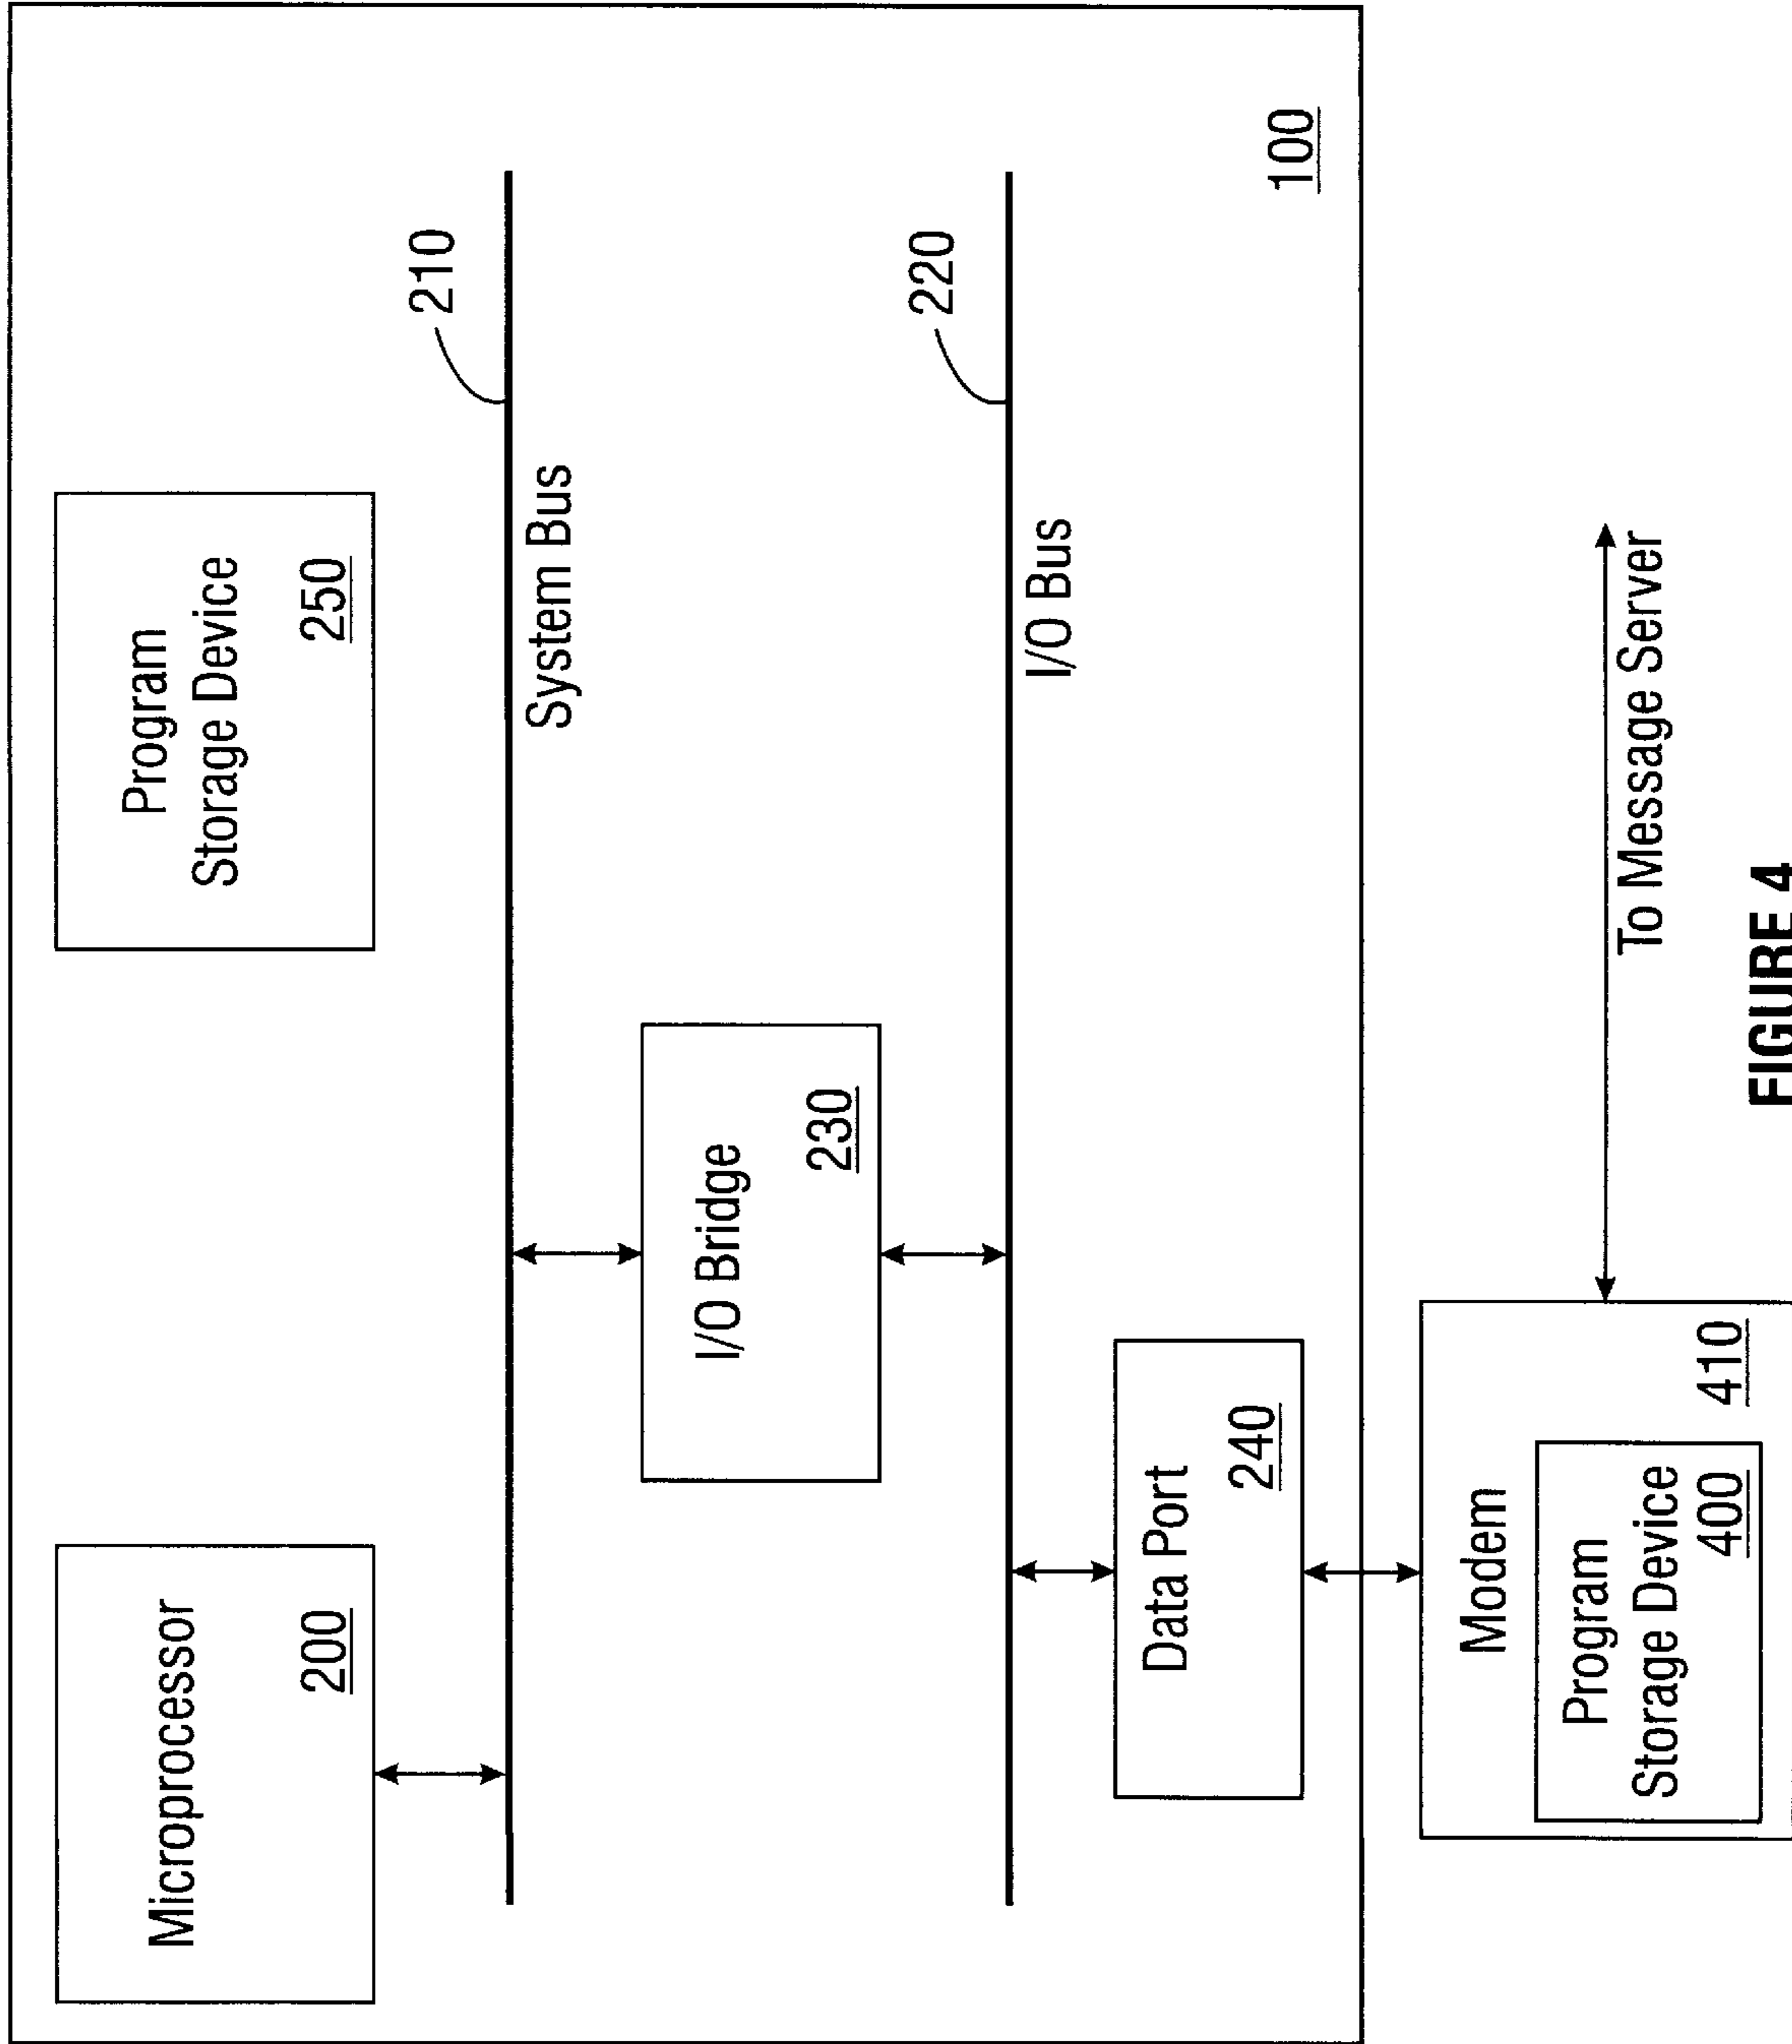 Microprocessor
200
Program
Storage Device
250
210
System Bus
I/O Bridge
230
220
I/O Bus
Data Port
240
100
Modem
410
Program
Storage Device
400
To Message Server
FIGURE 4